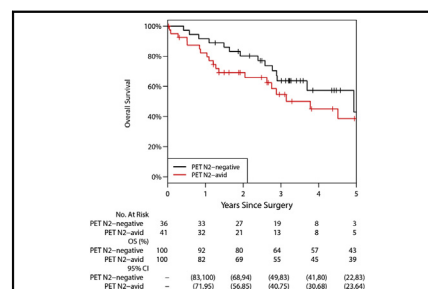 100%
80%
60%
40%
20%
0%
Overall Survival
PET N2–negative
PET N2–avid
0 1 2 3 4 5
Years Since Surgery
No. At Risk
PET N2–negative 36 33 27 19 8 3
PET N2–avid 41 32 21 13 8 5
OS (%)
PET N2–negative 100 92 80 64 57 43
PET N2–avid 100 82 69 55 45 39
95% CI
PET N2–negative – (83,100) (68,94) (49,83) (41,80) (22,83)
PET N2–avid – (71,95) (56,85) (40,75) (30,68) (23,64)